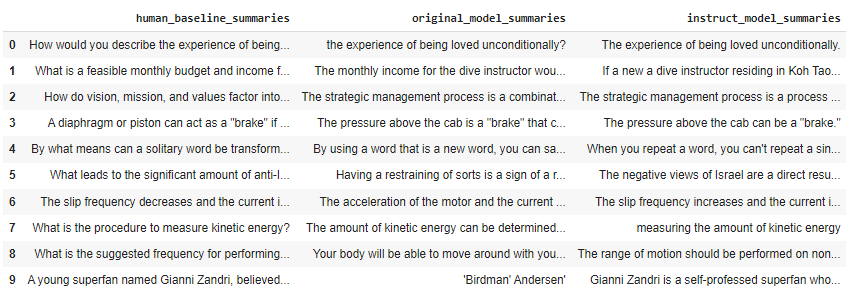 human_baseline_summaries original_model_summaries instruct_model_summaries
0 How would you describe the experience of being... the experience of being loved unconditionally? The experience of being loved unconditionally.
1 What is a feasible monthly budget and income f... The monthly income for the dive instructor wou... If a new a dive instructor residing in Koh Tao...
2 How do vision, mission, and values factor into... The strategic management process is a combinat... The strategic management process is a process ...
3 A diaphragm or piston can act as a "brake" if ... The pressure above the cab is a "brake" that c... The pressure above the cab can be a "brake."
4 By what means can a solitary word be transform... By using a word that is a new word, you can sa... When you repeat a word, you can't repeat a sin...
5 What leads to the significant amount of anti-I... Having a restraining of sorts is a sign of a r... The negative views of Israel are a direct resu...
6 The slip frequency decreases and the current i... The acceleration of the motor and the current ... The slip frequency increases and the current i...
7 What is the procedure to measure kinetic energy? The amount of kinetic energy can be determined... measuring the amount of kinetic energy
8 What is the suggested frequency for performing... Your body will be able to move around with you... The range of motion should be performed on non...
9 A young superfan named Gianni Zandri, believed... 'Birdman' Andersen' Gianni Zandri is a self-professed superfan who...